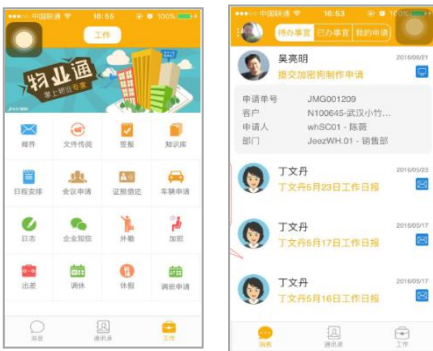 中国联通 16:55 100%
工作
物业通
掌上物业专家
邮件 文件传阅 签报 知识库
日程安排 会议申请 证照借还 车辆申请
日志 企业短信 外勤 加班
出差 调休 休假 调班申请
消息 通讯录 工作
中国联通 16:53 100%
待办事宜 已办事宜 我的申请
吴亮明 2016/06/21
提交加密狗制作申请
申请单号 JMG001209
客户 N100645-武汉小竹...
申请人 whSC01 - 陈薇
部门 JeezWH.01 - 销售部
丁文丹 2016/05/23
丁文丹5月23日工作日报
丁文丹 2016/05/17
丁文丹5月17日工作日报
丁文丹 2016/05/17
丁文丹5月16日工作日报
消息 通讯录 工作